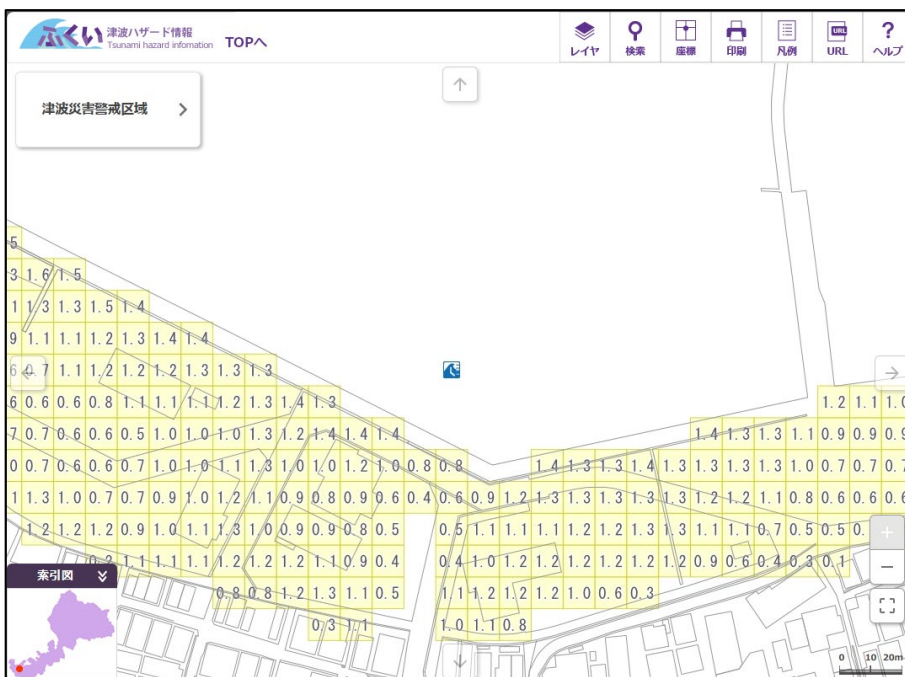 ふくい 津波ハザード情報
Tsunami hazard infomation
TOPへ
レイヤ 検索 座標 印刷 凡例 URL ヘルプ
津波災害警戒区域
5
3 1.6 1.5
1 1.3 1.3 1.5 1.4
9 1.1 1.1 1.2 1.3 1.4 1.4
6 0.7 1.1 1.2 1.2 1.2 1.3 1.3 1.3
6 0.6 0.6 0.8 1.1 1.1 1.1 1.2 1.3 1.4 1.3 1.2 1.1 1.0
7 0.7 0.6 0.6 0.5 1.0 1.0 1.0 1.3 1.2 1.4 1.4 1.4 1.4 1.3 1.3 1.1 0.9 0.9 0.9
0 0.7 0.6 0.6 0.7 1.0 1.0 1.1 1.3 1.0 1.0 1.2 1.0 0.8 0.8 1.4 1.3 1.3 1.4 1.3 1.3 1.3 1.3 1.0 0.7 0.7 0.7
1 1.3 1.0 0.7 0.7 0.9 1.0 1.2 1.1 0.9 0.8 0.9 0.6 0.4 0.6 0.9 1.2 1.3 1.3 1.3 1.3 1.3 1.2 1.2 1.1 0.8 0.6 0.6 0.6
1.2 1.2 1.2 0.9 1.0 1.1 1.3 1.0 0.9 0.9 0.8 0.5 0.5 1.1 1.1 1.1 1.1 1.2 1.2 1.3 1.3 1.1 1.0 0.7 0.5 0.5 0.
1.1 1.1 1.1 1.2 1.2 1.2 1.1 0.9 0.4 0.4 1.0 1.2 1.2 1.2 1.2 1.2 1.2 0.9 0.6 0.4 0.3 0.1
索引図
0.8 0.8 1.2 1.3 1.1 0.5 1.1 1.2 1.2 1.2 1.0 0.6 0.3
0.3 1.1 1.0 1.1 0.8
0 10 20m